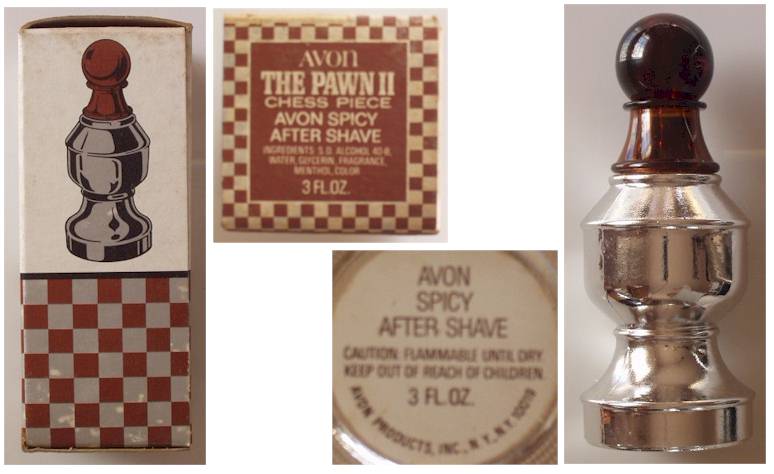 AVON
THE PAWN II
CHESS PIECE
AVON SPICY
AFTER SHAVE
INGREDIENTS: S.D. ALCOHOL 40-B,
WATER, GLYCERIN, FRAGRANCE,
MENTHOL, COLOR
3 FL. OZ.
AVON
SPICY
AFTER SHAVE
CAUTION: FLAMMABLE UNTIL DRY
KEEP OUT OF REACH OF CHILDREN
3 FL. OZ.
AVON PRODUCTS, INC., N.Y., N.Y. 10019